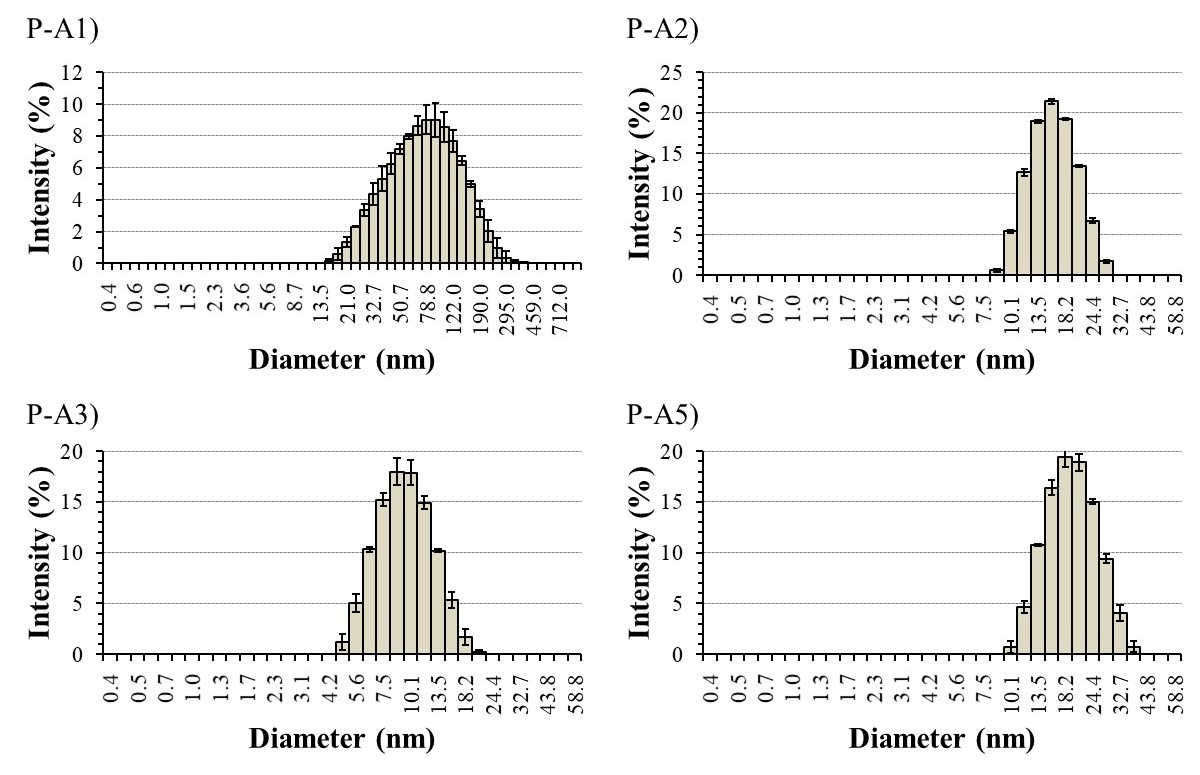 P-A1)
12
10
8
6
4
2
0
Intensity (%)
0.4 0.6 1.0 1.5 2.3 3.6 5.6 8.7 13.5 21.0 32.7 50.7 78.8 122.0 190.0 295.0 459.0 712.0
Diameter (nm)
P-A2)
25
20
15
10
5
0
Intensity (%)
0.4 0.5 0.7 1.0 1.3 1.7 2.3 3.1 4.2 5.6 7.5 10.1 13.5 18.2 24.4 32.7 43.8 58.8
Diameter (nm)
P-A3)
20
15
10
5
0
Intensity (%)
0.4 0.5 0.7 1.0 1.3 1.7 2.3 3.1 4.2 5.6 7.5 10.1 13.5 18.2 24.4 32.7 43.8 58.8
Diameter (nm)
P-A5)
20
15
10
5
0
Intensity (%)
0.4 0.5 0.7 1.0 1.3 1.7 2.3 3.1 4.2 5.6 7.5 10.1 13.5 18.2 24.4 32.7 43.8 58.8
Diameter (nm)